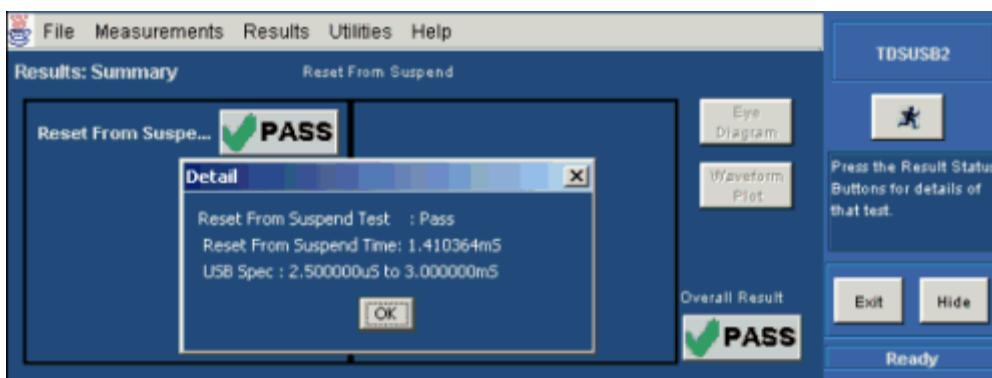 File Measurements Results Utilities Help
TDSUSB2
Results: Summary Reset From Suspend
Reset From Suspe... PASS
Eye
Diagram
Waveform
Plot
Press the Result Status
Buttons for details of
that test.
Detail
Reset From Suspend Test : Pass
Reset From Suspend Time: 1.410364mS
USB Spec : 2.500000uS to 3.000000mS
OK
Overall Result
PASS
Exit Hide
Ready